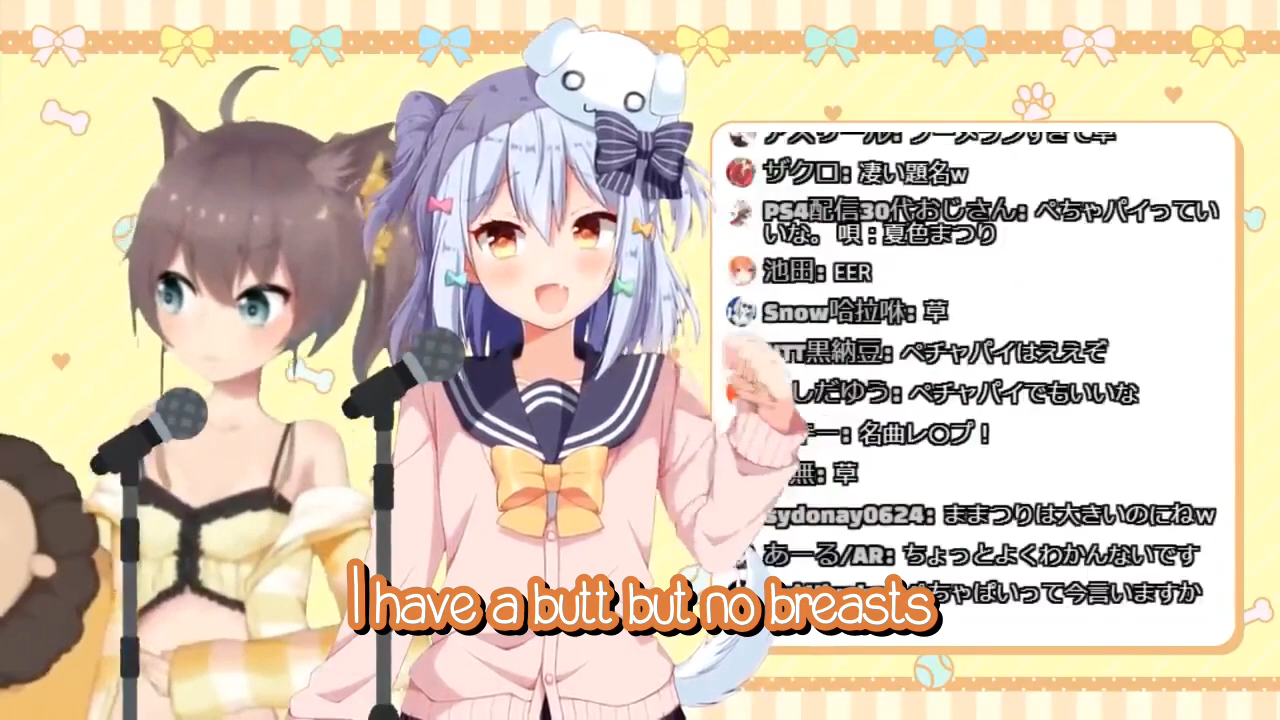 ザクロ: 凄い題名w
PS4配信30代おじさん: ぺちゃパイってい
いな。 唄：夏色まつり
池田: EER
Snow哈拉咻: 草
黒納豆: ペチャパイはええぞ
しだゆう: ペチャパイでもいいな
名曲レ〇プ！
無: 草
sydonay0624: ままつりは大きいのにねw
あーる/AR: ちょっとよくわかんないです
ちゃぱいって今言いますか
I have a butt but no breasts